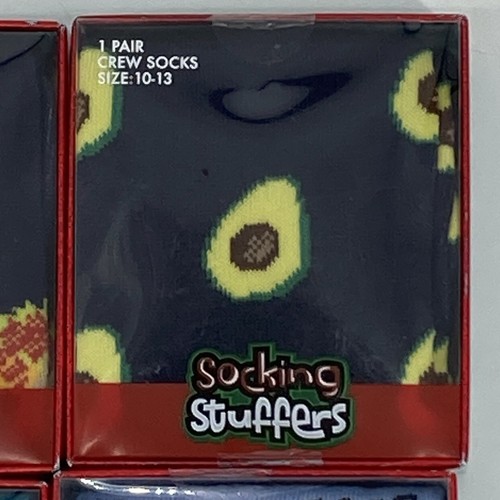 1 PAIR
CREW SOCKS
SIZE:10-13
Socking
Stuffers